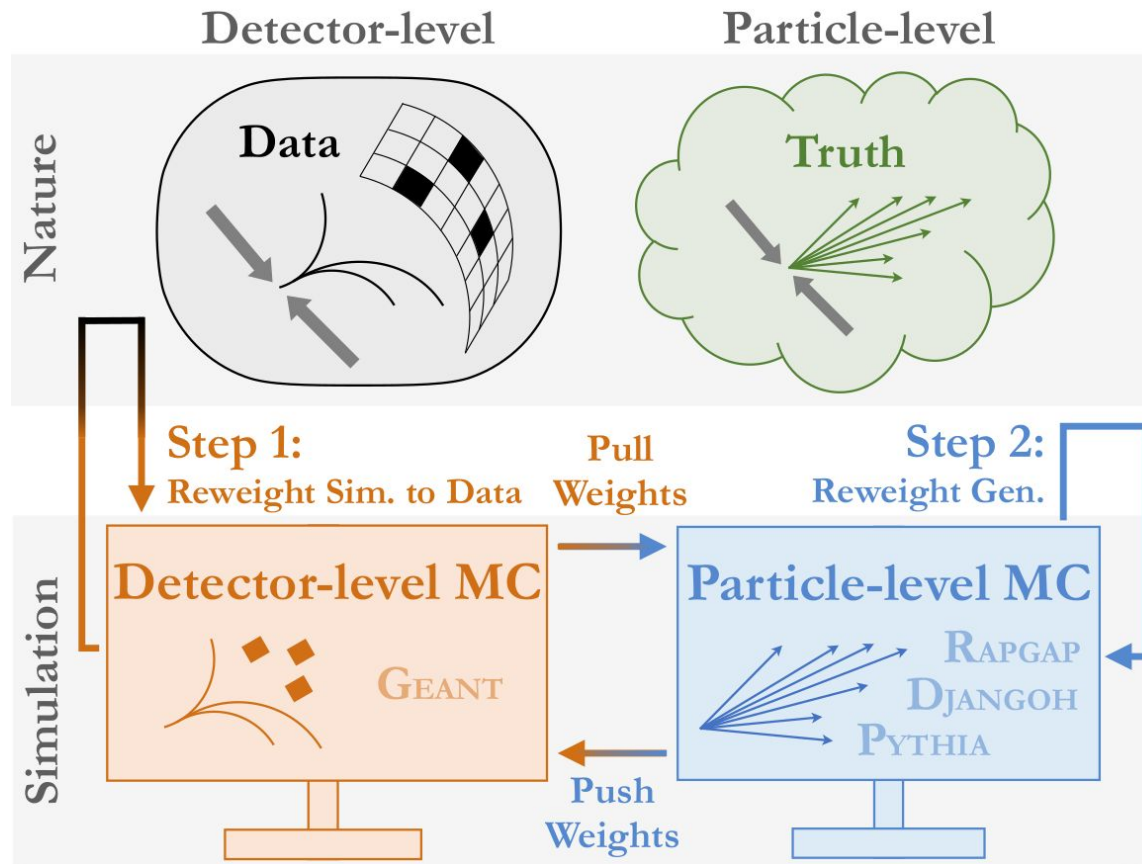 Detector-level
Particle-level
Nature
Data
Truth
Step 1:
Reweight Sim. to Data
Pull
Weights
Step 2:
Reweight Gen.
Simulation
Detector-level MC
GEANT
Particle-level MC
RAPGAP
DJANGOH
PYTHIA
Push
Weights